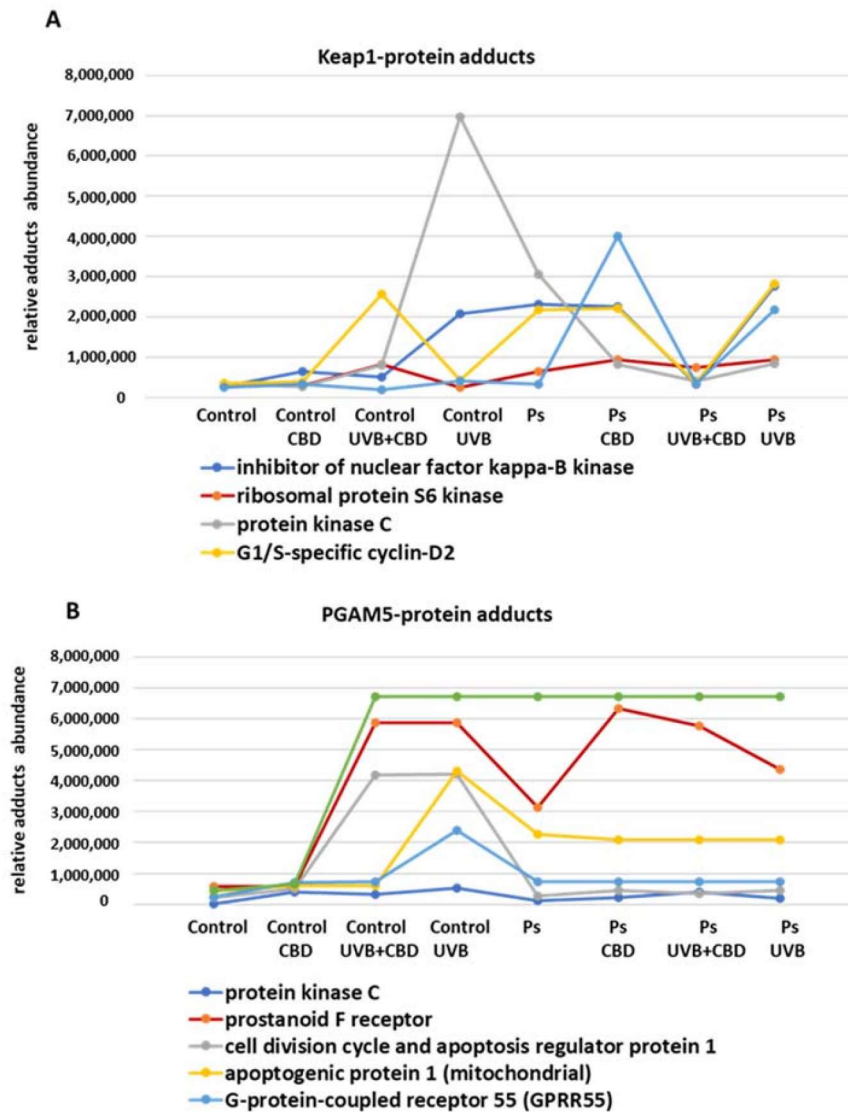 A
Keap1-protein adducts
relative adducts abundance
8,000,000
7,000,000
6,000,000
5,000,000
4,000,000
3,000,000
2,000,000
1,000,000
0
Control Control Control Control Ps Ps Ps Ps
CBD UVB+CBD UVB CBD UVB+CBD UVB
inhibitor of nuclear factor kappa-B kinase
ribosomal protein S6 kinase
protein kinase C
G1/S-specific cyclin-D2
B
PGAM5-protein adducts
relative adducts abundance
8,000,000
7,000,000
6,000,000
5,000,000
4,000,000
3,000,000
2,000,000
1,000,000
0
Control Control Control Control Ps Ps Ps Ps
CBD UVB+CBD UVB CBD UVB+CBD UVB
protein kinase C
prostanoid F receptor
cell division cycle and apoptosis regulator protein 1
apoptogenic protein 1 (mitochondrial)
G-protein-coupled receptor 55 (GPRR55)